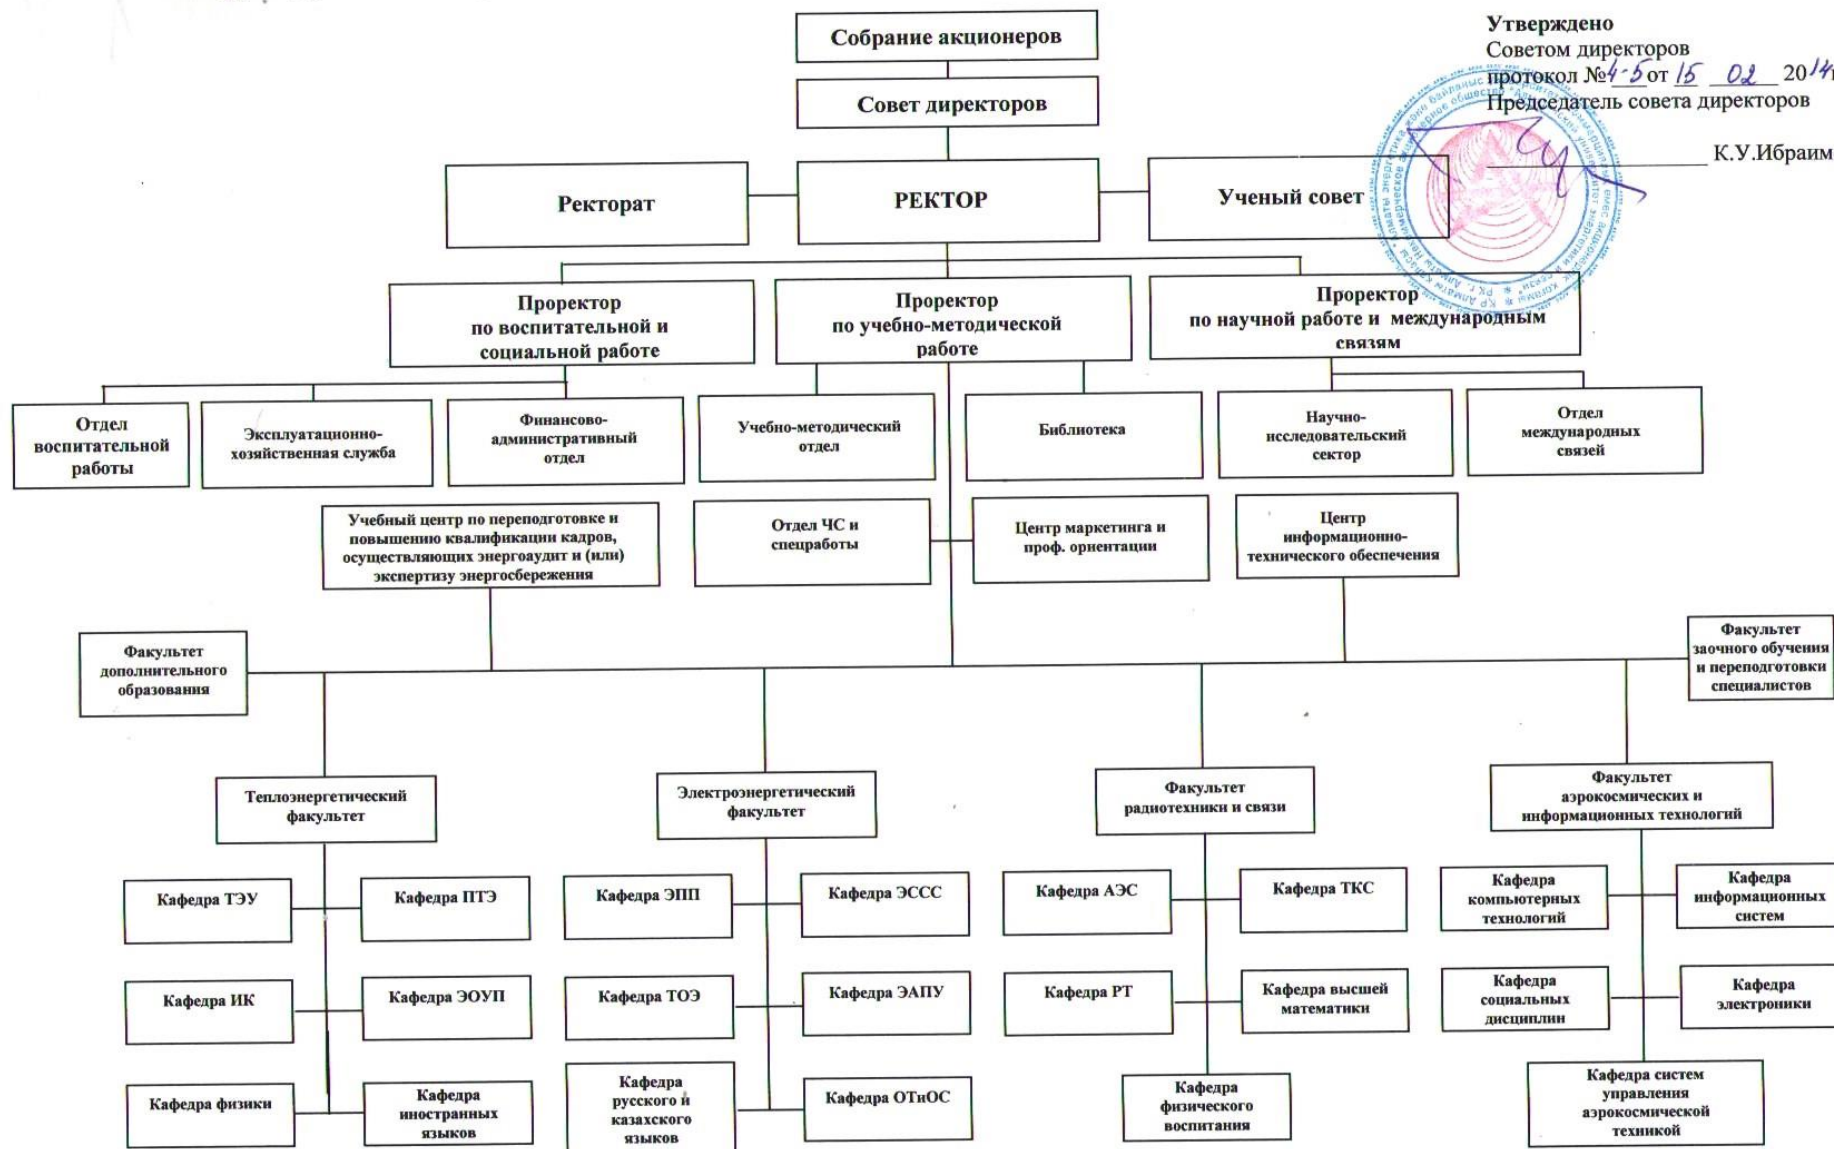 Утверждено
Советом директоров
протокол №4-5 от 15 02 2014г
Председатель совета директоров
К.У.Ибраим
Собрание акционеров
Совет директоров
Ректорат
РЕКТОР
Ученый совет
Проректор
по воспитательной и
социальной работе
Проректор
по учебно-методической
работе
Проректор
по научной работе и международным
связям
Отдел
воспитательной
работы
Эксплуатационно-
хозяйственная служба
Финансово-
административный
отдел
Учебно-методический
отдел
Библиотека
Научно-
исследовательский
сектор
Отдел
международных
связей
Учебный центр по переподготовке и
повышению квалификации кадров,
осуществляющих энергоаудит и (или)
экспертизу энергосбережения
Отдел ЧС и
спецработы
Центр маркетинга и
проф. ориентации
Центр
информационно-
технического обеспечения
Факультет
дополнительного
образования
Факультет
заочного обучения
и переподготовки
специалистов
Теплоэнергетический
факультет
Электроэнергетический
факультет
Факультет
радиотехники и связи
Факультет
аэрокосмических и
информационных технологий
Кафедра ТЭУ
Кафедра ПТЭ
Кафедра ЭПП
Кафедра ЭССС
Кафедра АЭС
Кафедра ТКС
Кафедра
компьютерных
технологий
Кафедра
информационных
систем
Кафедра ИК
Кафедра ЭОУП
Кафедра ТОЭ
Кафедра ЭАПУ
Кафедра РТ
Кафедра высшей
математики
Кафедра
социальных
дисциплин
Кафедра
электроники
Кафедра физики
Кафедра
иностранных
языков
Кафедра
русского и
казахского
языков
Кафедра ОТиОС
Кафедра
физического
воспитания
Кафедра систем
управления
аэрокосмической
техникой